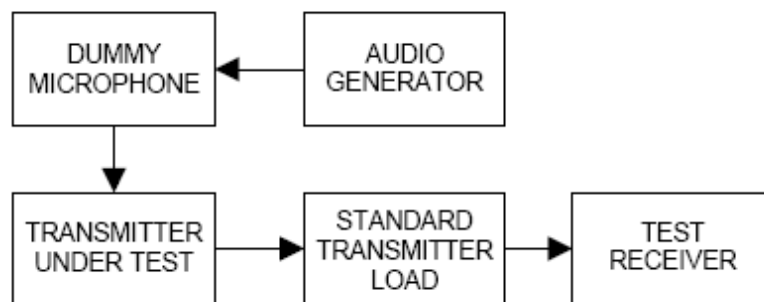 DUMMY
MICROPHONE
AUDIO
GENERATOR
TRANSMITTER
UNDER TEST
STANDARD
TRANSMITTER
LOAD
TEST
RECEIVER